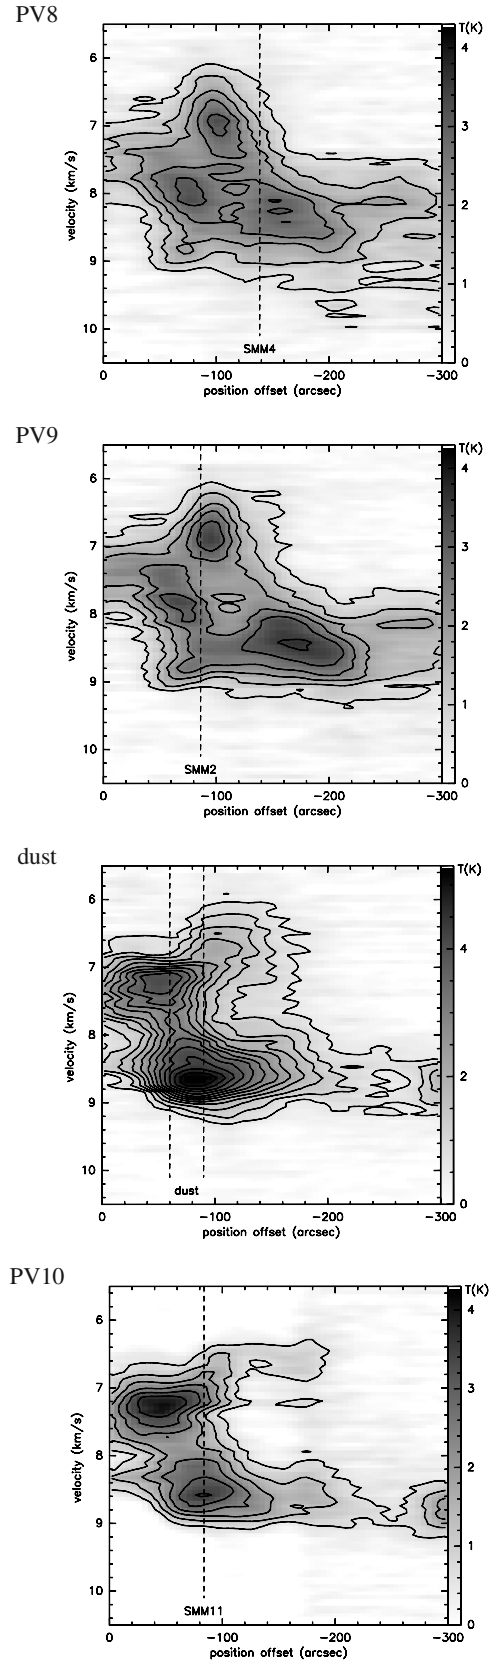 PV8
T(K)
6
7
8
9
10
4
3
2
1
0
velocity (km/s)
SMM4
0 −100 −200 −300
position offset (arcsec)
PV9
T(K)
6
7
8
9
10
4
3
2
1
0
velocity (km/s)
SMM2
0 −100 −200 −300
position offset (arcsec)
dust
T(K)
6
7
8
9
10
4
2
0
velocity (km/s)
dust
0 −100 −200 −300
position offset (arcsec)
PV10
T(K)
6
7
8
9
10
4
3
2
1
0
velocity (km/s)
SMM11
0 −100 −200 −300
position offset (arcsec)